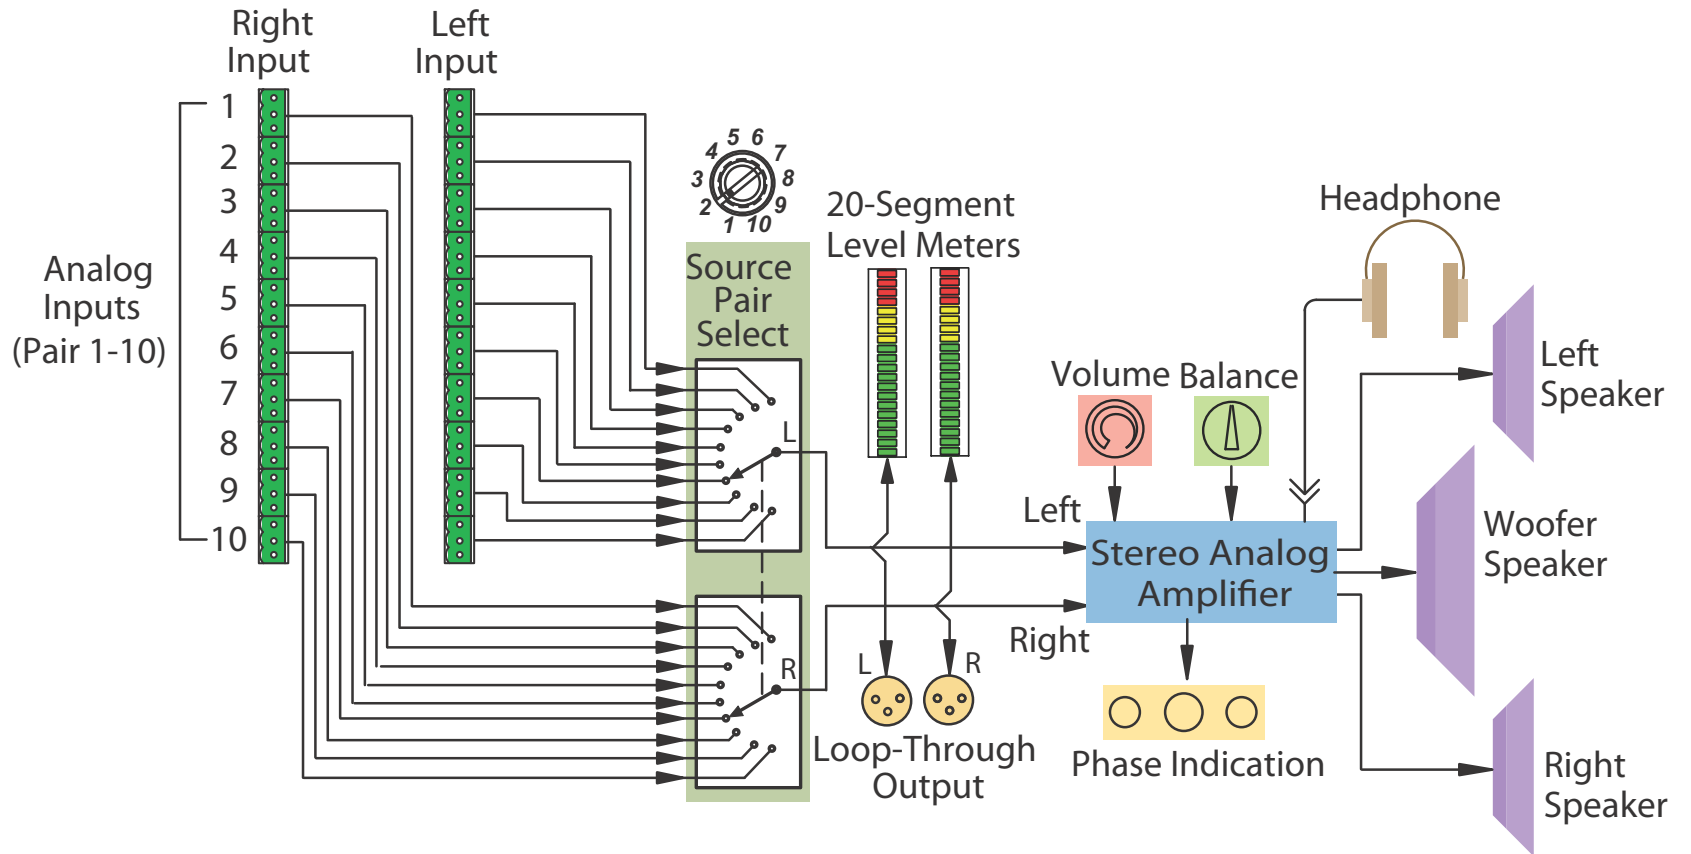 Right
Input
Left
Input
1
2
3
4
5
6
7
8
9
10
Analog
Inputs
(Pair 1-10)
5 6
4 7
3 8
2 9
1 10
Source
Pair
Select
L
R
20-Segment
Level Meters
L R
Loop-Through
Output
Volume
Balance
Headphone
Left
Right
Stereo Analog
Amplifier
Phase Indication
Left
Speaker
Woofer
Speaker
Right
Speaker